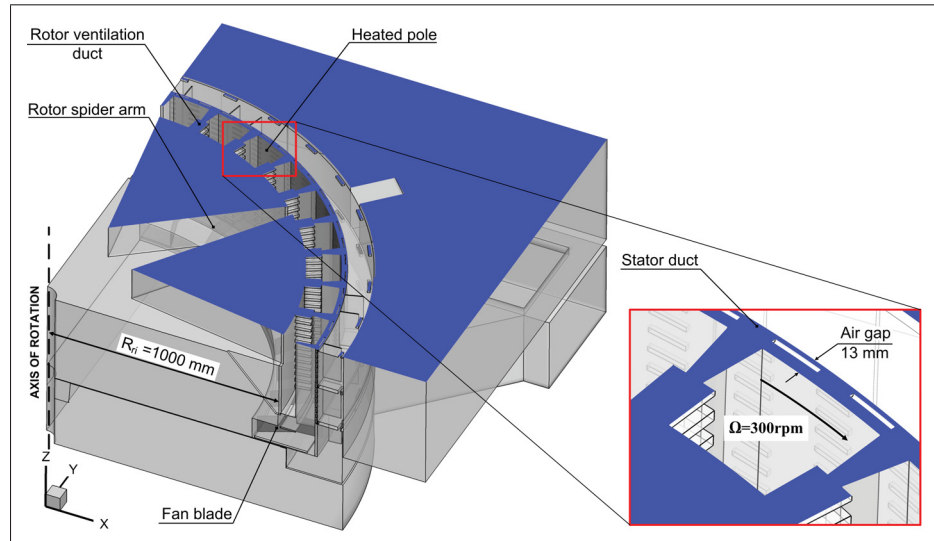 Rotor ventilation
duct
Heated pole
Rotor spider arm
Stator duct
Air gap
13 mm
AXIS OF ROTATION
R_ri =1000 mm
Ω=300rpm
Z
Y
X
Fan blade